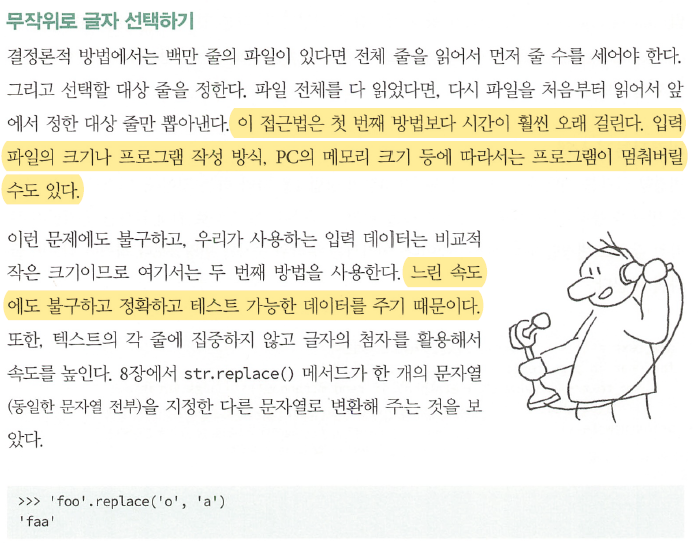 무작위로 글자 선택하기
결정론적 방법에서는 백만 줄의 파일이 있다면 전체 줄을 읽어서 먼저 줄 수를 세어야 한다.
그리고 선택할 대상 줄을 정한다. 파일 전체를 다 읽었다면, 다시 파일을 처음부터 읽어서 앞
에서 정한 대상 줄만 뽑아낸다. 이 접근법은 첫 번째 방법보다 시간이 훨씬 오래 걸린다. 입력
파일의 크기나 프로그램 작성 방식, PC의 메모리 크기 등에 따라서는 프로그램이 멈춰버릴
수도 있다.
이런 문제에도 불구하고, 우리가 사용하는 입력 데이터는 비교적
작은 크기이므로 여기서는 두 번째 방법을 사용한다. 느린 속도
에도 불구하고 정확하고 테스트 가능한 데이터를 주기 때문이다.
또한, 텍스트의 각 줄에 집중하지 않고 글자의 첨자를 활용해서
속도를 높인다. 8장에서 str.replace() 메서드가 한 개의 문자열
(동일한 문자열 전부)을 지정한 다른 문자열로 변환해 주는 것을 보
았다.
>>> 'foo'.replace('o', 'a')
'faa'